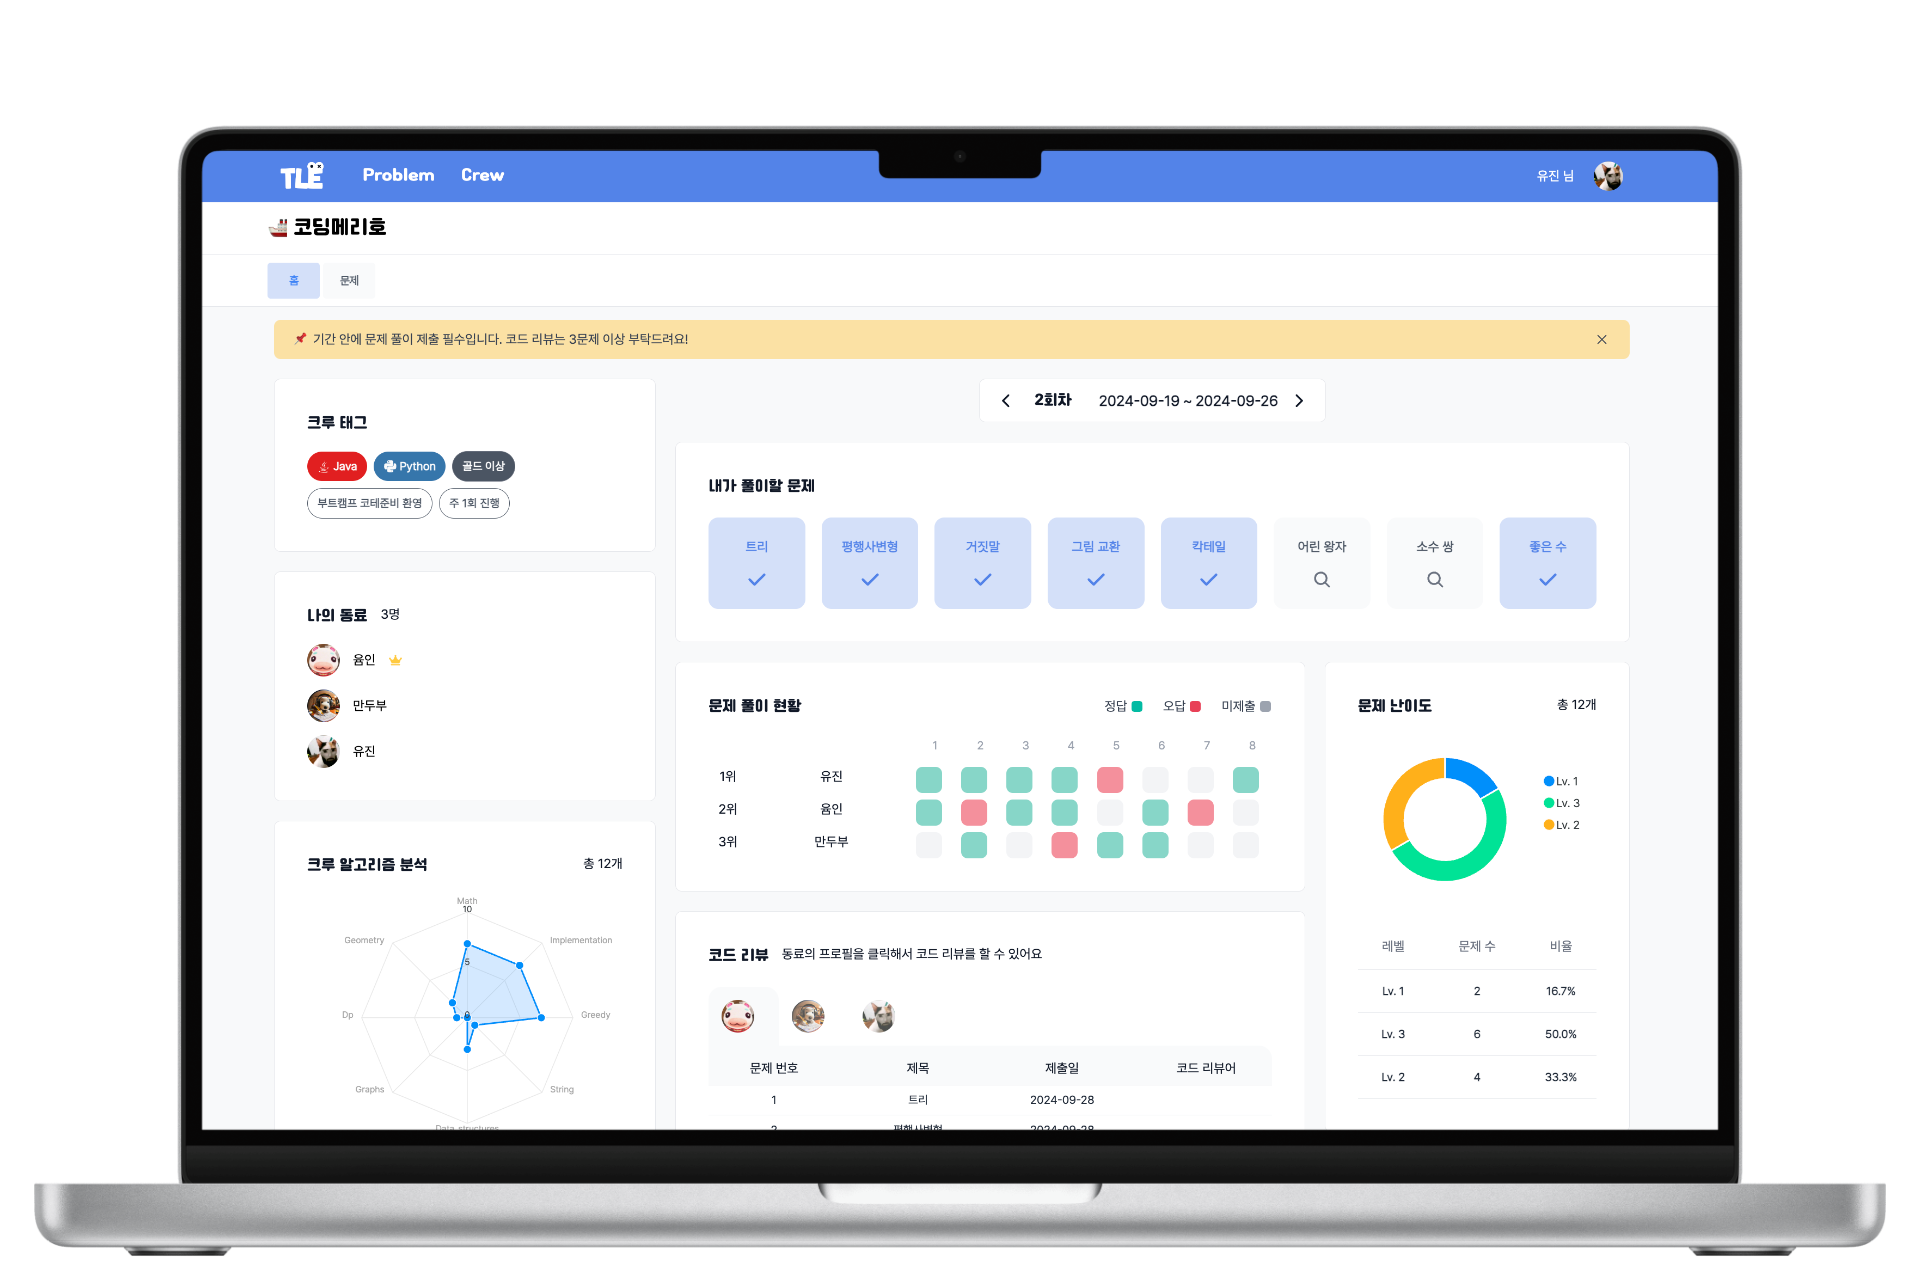 TLE Problem Crew 유진 님
코딩메리호
홈 문제
기간 안에 문제 풀이 제출 필수입니다. 코드 리뷰는 3문제 이상 부탁드려요!
크루 태그
Java Python 골드 이상
부트캠프 코테준비 환영 주 1회 진행
나의 동료 3명
윰인
만두부
유진
크루 알고리즘 분석 총 12개
Math
10
Geometry Implementation
5
Dp 0 Greedy
Graphs String
Data structures
2회차 2024-09-19 ~ 2024-09-26
내가 풀이할 문제
트리 평행사변형 거짓말 그림 교환 칵테일 어린 왕자 소수 쌍 좋은 수
문제 풀이 현황 정답 오답 미제출
1 2 3 4 5 6 7 8
1위 유진
2위 윰인
3위 만두부
코드 리뷰 동료의 프로필을 클릭해서 코드 리뷰를 할 수 있어요
문제 번호 제목 제출일 코드 리뷰어
1 트리 2024-09-28
2 평행사변형 2024-09-28
문제 난이도 총 12개
Lv. 1
Lv. 3
Lv. 2
레벨 문제 수 비율
Lv. 1 2 16.7%
Lv. 3 6 50.0%
Lv. 2 4 33.3%